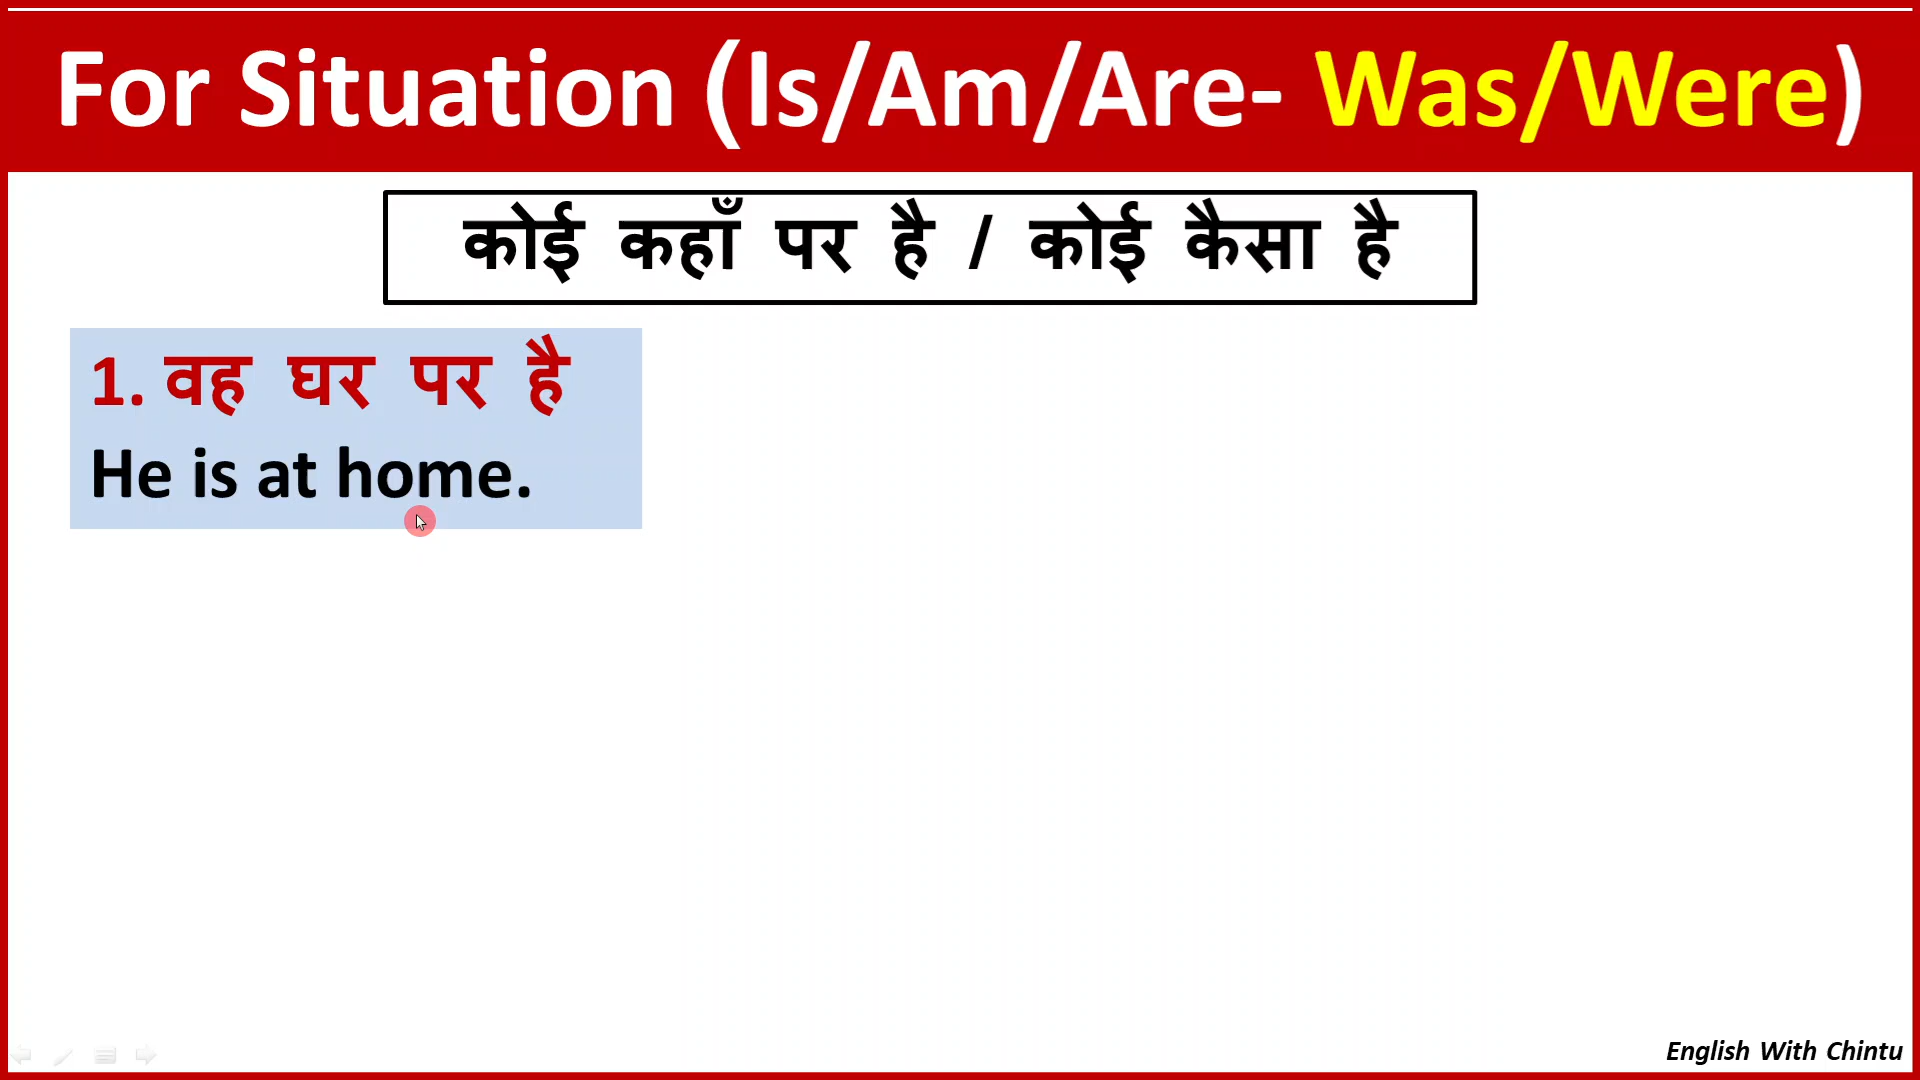 For Situation (Is/Am/Are- Was/Were)
कोई कहाँ पर है / कोई कैसा है
1. वह घर पर है
He is at home.
English With Chintu